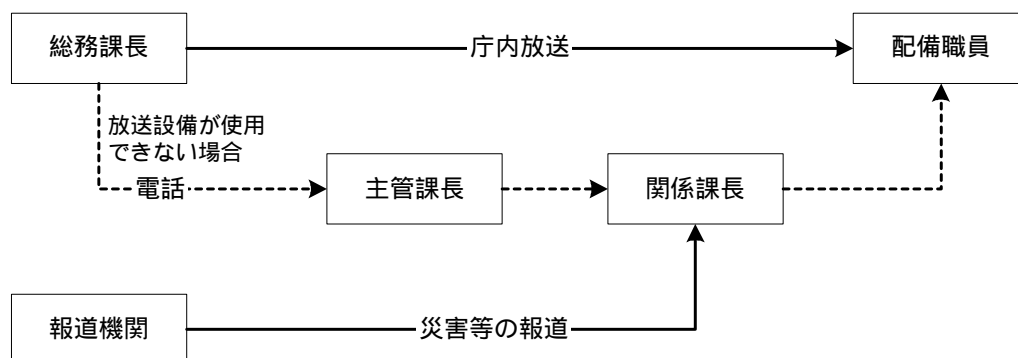 総務課長
庁内放送
配備職員
放送設備が使用
できない場合
電話
主管課長
関係課長
報道機関
災害等の報道